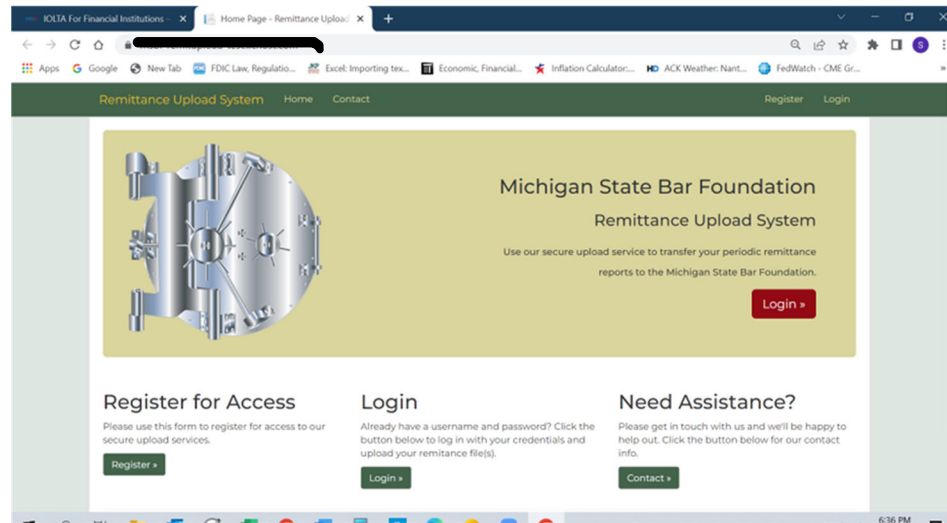 IOLTA For Financial Institutions –
Home Page - Remittance Upload
Apps
Google
New Tab
FDIC Law, Regulatio...
Excel: Importing tex...
Economic, Financial...
Inflation Calculator:...
ACK Weather: Nant...
FedWatch - CME Gr...
Remittance Upload System
Home
Contact
Register
Login
Michigan State Bar Foundation
Remittance Upload System
Use our secure upload service to transfer your periodic remittance
reports to the Michigan State Bar Foundation.
Login »
Register for Access
Please use this form to register for access to our
secure upload services.
Register »
Login
Already have a username and password? Click the
button below to log in with your credentials and
upload your remitance file(s).
Login »
Need Assistance?
Please get in touch with us and we'll be happy to
help out. Click the button below for our contact
info.
Contact »
6:36 PM